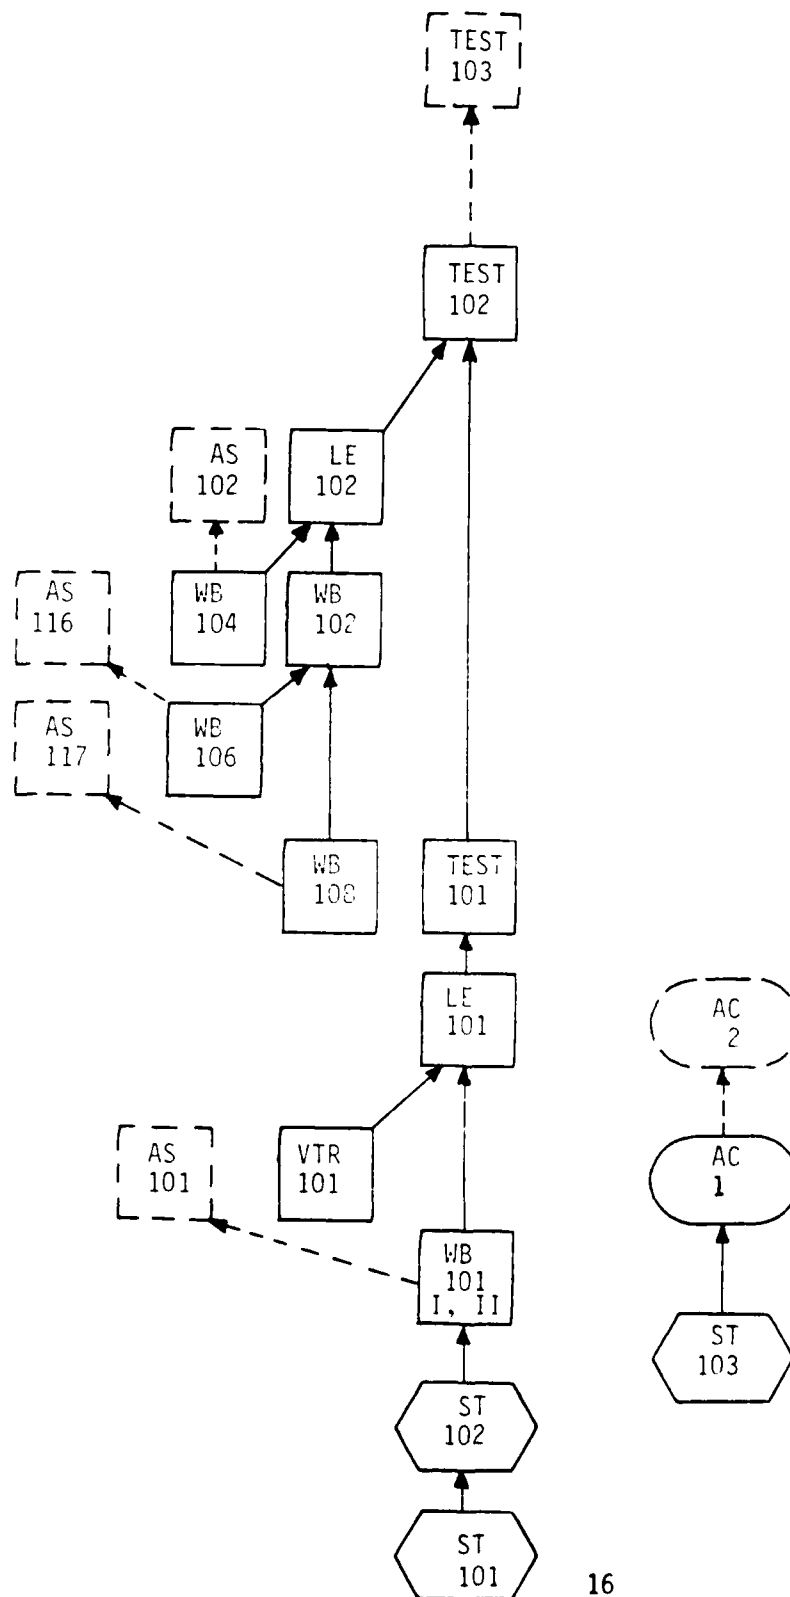 TEST
103
TEST
102
AS
102
LE
102
AS
116
WB
104
WB
102
AS
117
WB
106
WB
108
TEST
101
LE
101
AC
2
AS
101
VTR
101
AC
1
WB
101
I, II
ST
103
ST
102
ST
101
16